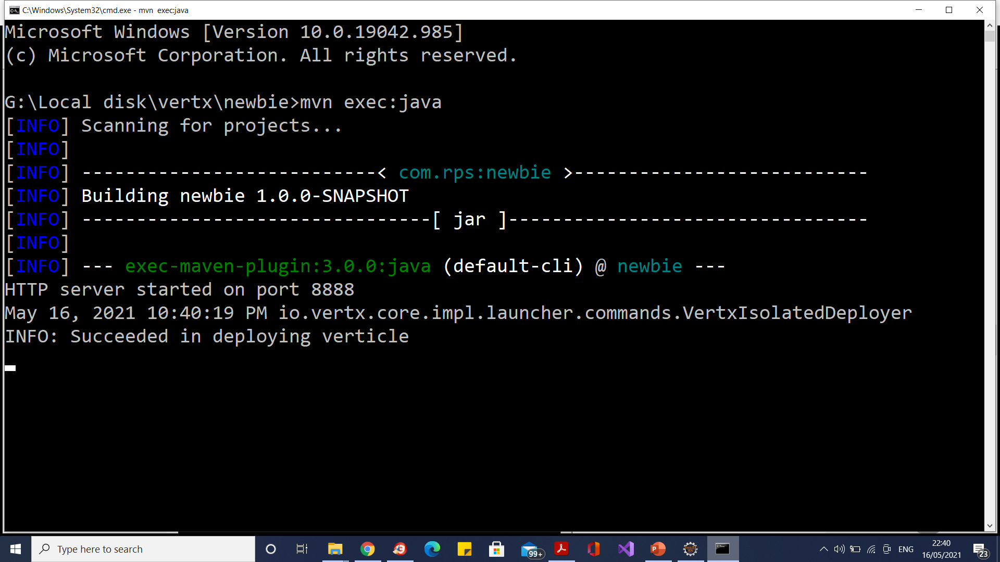 C:\Windows\System32\cmd.exe - mvn  exec:java
Microsoft Windows [Version 10.0.19042.985]
(c) Microsoft Corporation. All rights reserved.
G:\Local disk\vertx\newbie>mvn exec:java
[INFO] Scanning for projects...
[INFO]
[INFO] ---------------------------< com.rps:newbie >---------------------------
[INFO] Building newbie 1.0.0-SNAPSHOT
[INFO] --------------------------------[ jar ]---------------------------------
[INFO]
[INFO] --- exec-maven-plugin:3.0.0:java (default-cli) @ newbie ---
HTTP server started on port 8888
May 16, 2021 10:40:19 PM io.vertx.core.impl.launcher.commands.VertxIsolatedDeployer
INFO: Succeeded in deploying verticle
Type here to search
99+
ENG
22:40
16/05/2021
23